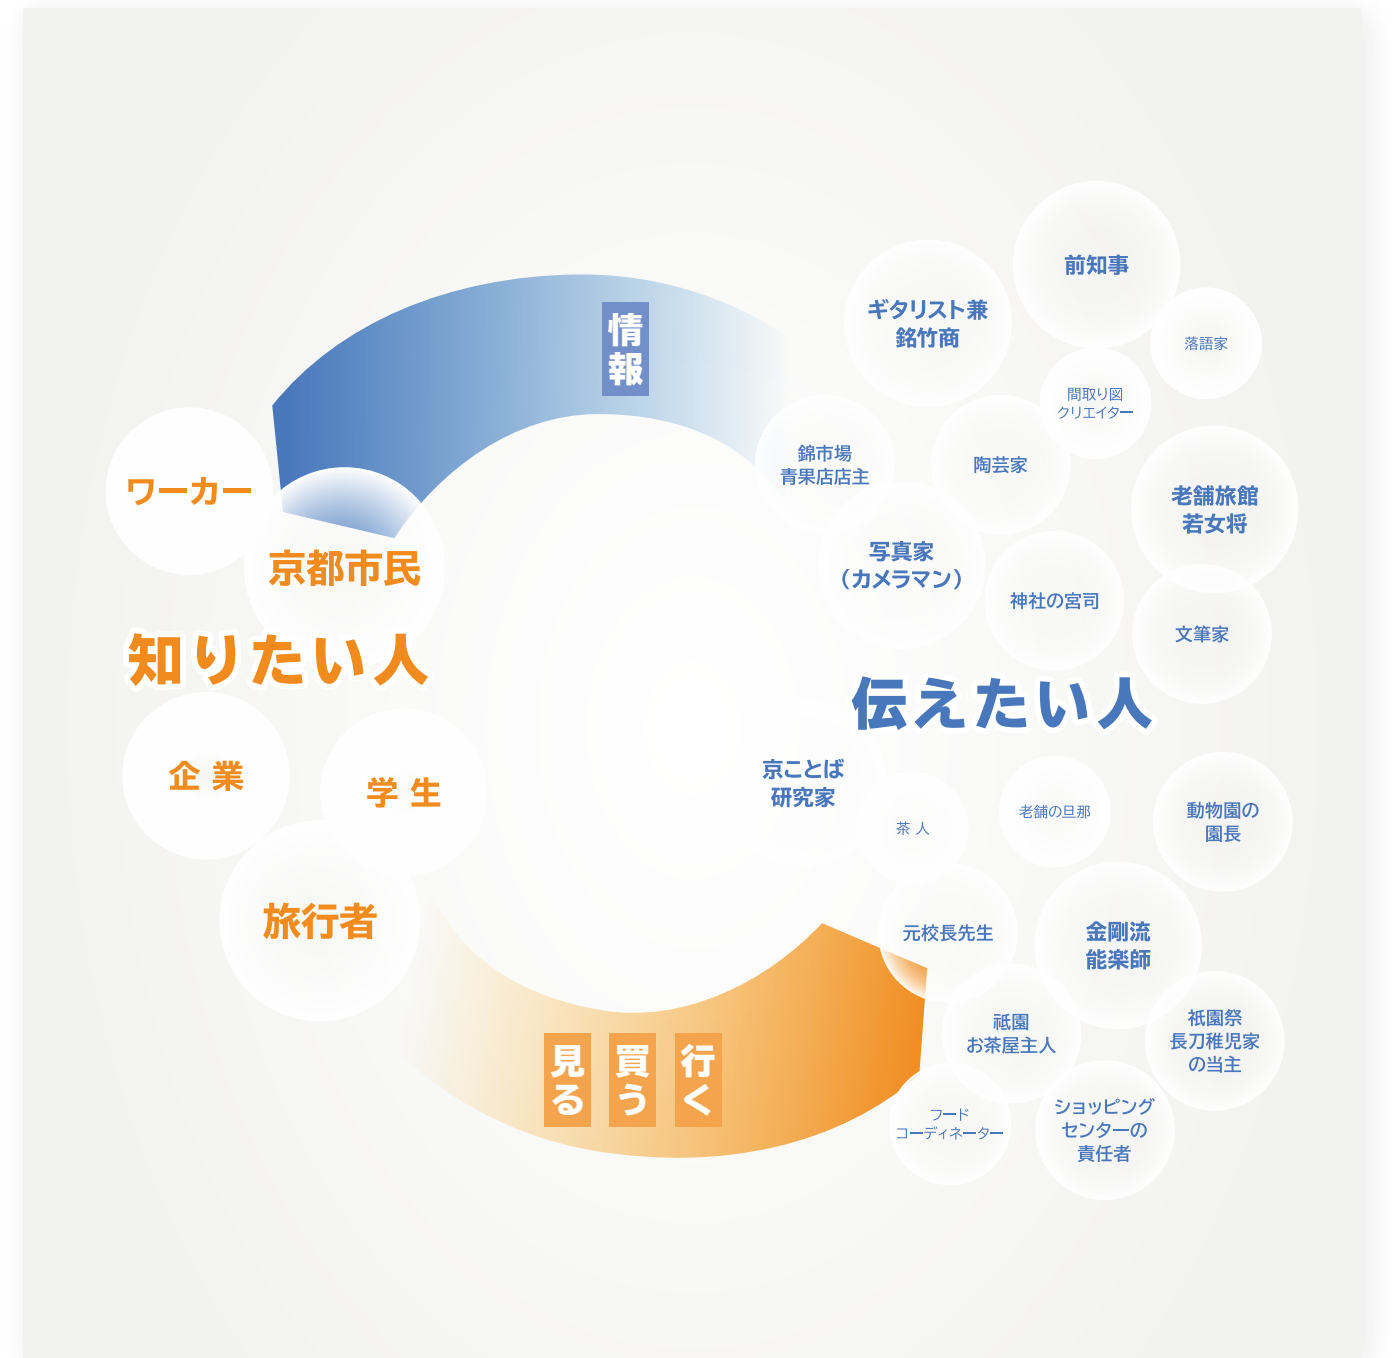 情報
前知事
ギタリスト兼
銘竹商
落語家
間取り図
クリエイター
錦市場
青果店店主
陶芸家
老舗旅館
若女将
写真家
（カメラマン）
神社の宮司
文筆家
ワーカー
京都市民
知りたい人
伝えたい人
企業
学生
旅行者
京ことば
研究家
茶人
老舗の旦那
動物園の
園長
元校長先生
金剛流
能楽師
祗園
お茶屋主人
祇園祭
長刀稚児家
の当主
フード
コーディネーター
ショッピング
センターの
責任者
見る
買う
行く